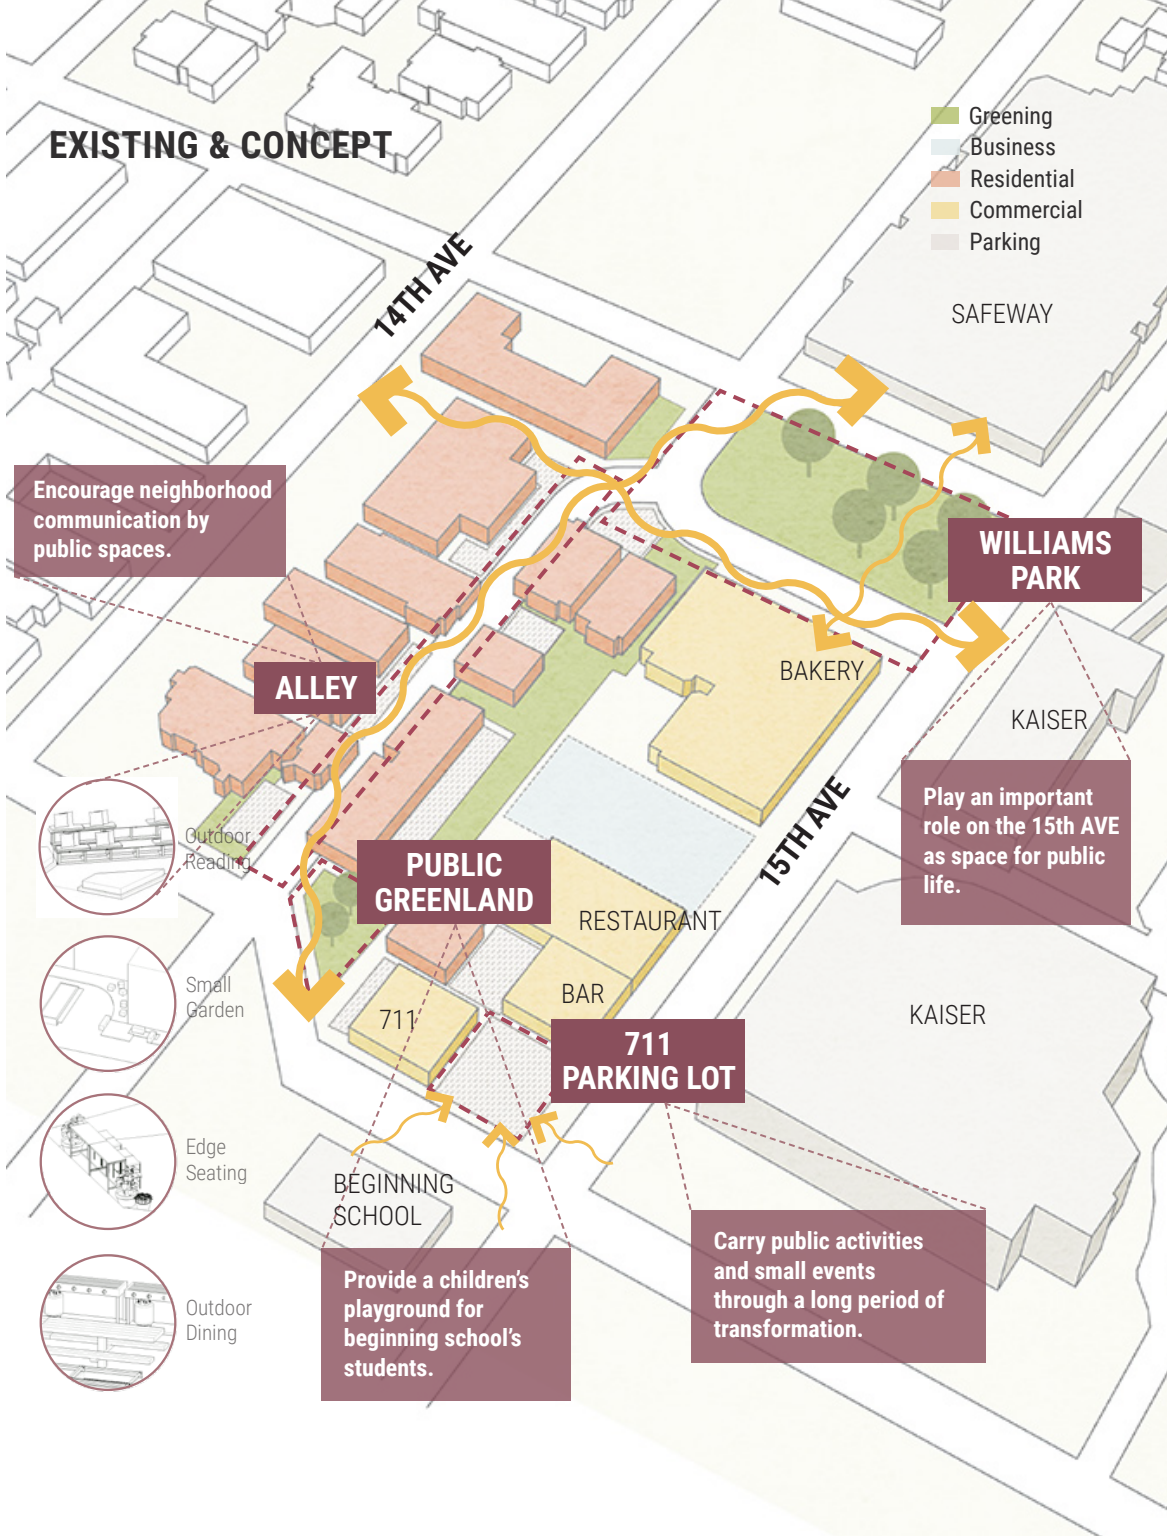 EXISTING & CONCEPT
Greening
Business
Residential
Commercial
Parking
SAFEWAY
14TH AVE
Encourage neighborhood
communication by
public spaces.
WILLIAMS
PARK
BAKERY
ALLEY
KAISER
15TH AVE
Play an important
role on the 15th AVE
as space for public
life.
Outdoor
Reading
PUBLIC
GREENLAND
RESTAURANT
Small
Garden
BAR
711
KAISER
711
PARKING LOT
Edge
Seating
BEGINNING
SCHOOL
Carry public activities
and small events
through a long period of
transformation.
Provide a children's
playground for
beginning school's
students.
Outdoor
Dining